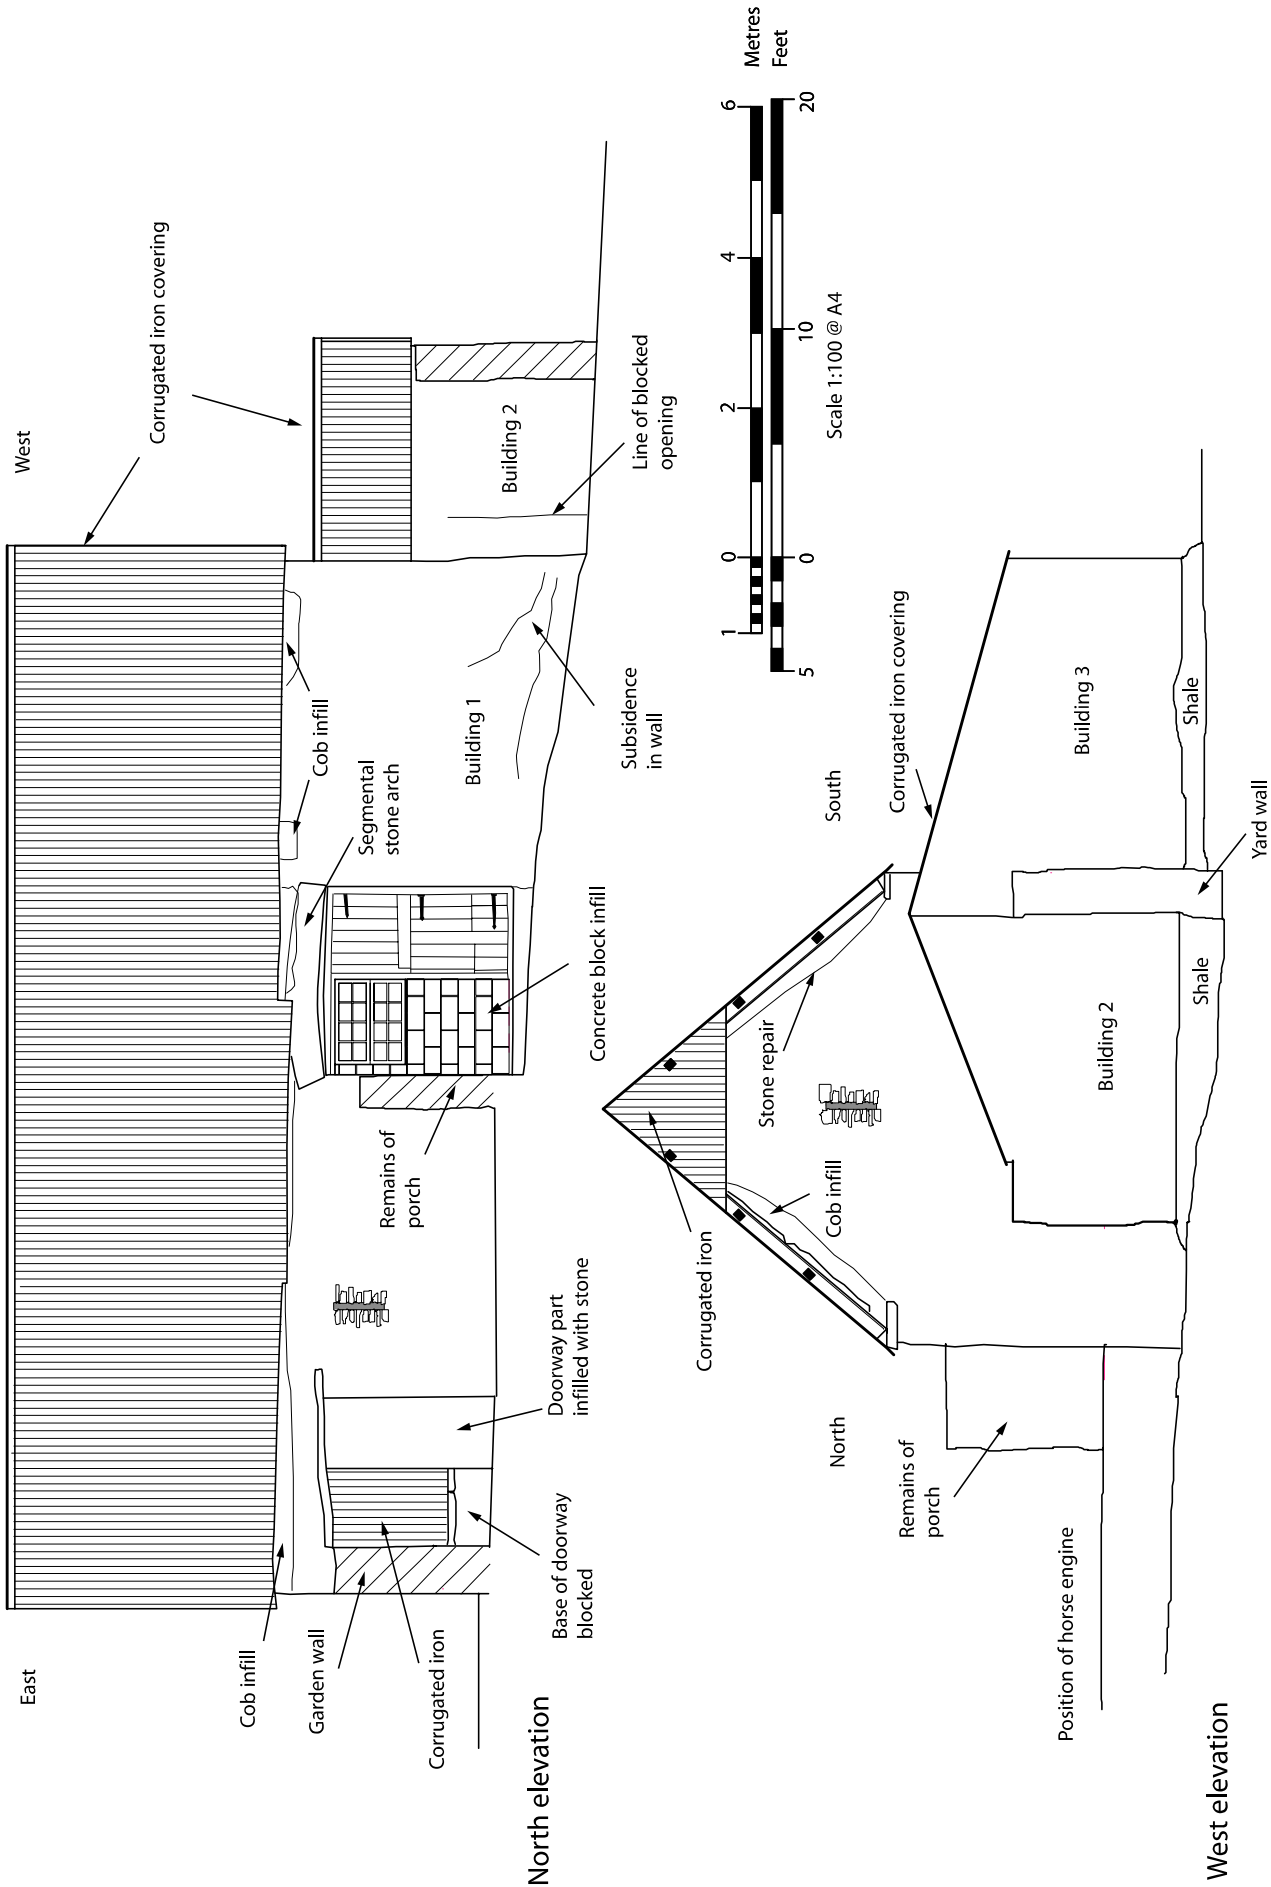 East
West
Corrugated iron covering
Cob infill
Garden wall
Corrugated iron
Cob infill
Segmental
stone arch
Remains of
porch
Building 1
Building 2
Base of doorway
blocked
Doorway part
infilled with stone
Concrete block infill
Subsidence
in wall
Line of blocked
opening
North elevation
1
0
2
4
6
Metres
5
0
10
20
Feet
Scale 1:100 @ A4
North
South
Corrugated iron
Cob infill
Stone repair
Corrugated iron covering
Remains of
porch
Position of horse engine
Building 2
Building 3
Shale
Shale
Yard wall
West elevation